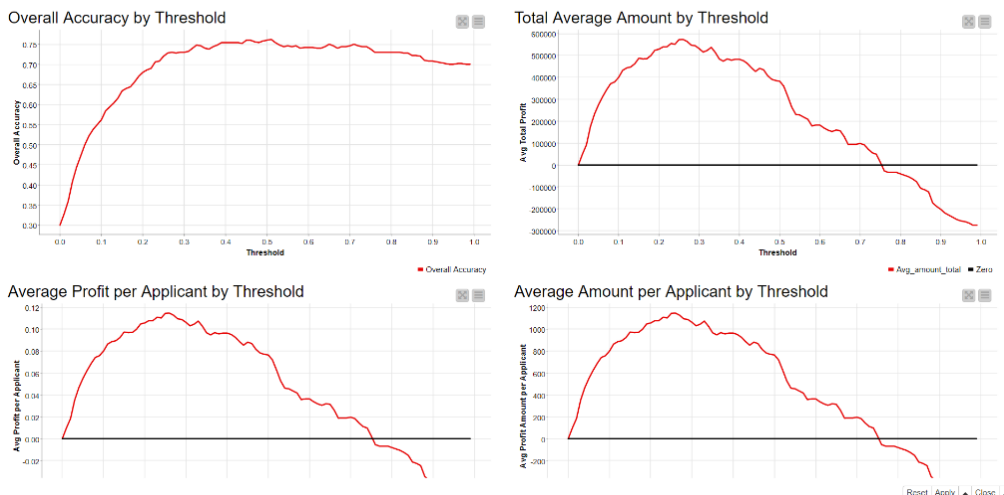 Overall Accuracy by Threshold
Overall Accuracy
0.75
0.70
0.65
0.60
0.55
0.50
0.45
0.40
0.35
0.30
0.0 0.1 0.2 0.3 0.4 0.5 0.6 0.7 0.8 0.9 1.0
Threshold
Overall Accuracy
Total Average Amount by Threshold
Avg Total Profit
600000
500000
400000
300000
200000
100000
0
-100000
-200000
-300000
0.0 0.1 0.2 0.3 0.4 0.5 0.6 0.7 0.8 0.9 1.0
Threshold
Avg_amount_total Zero
Average Profit per Applicant by Threshold
Avg Profit per Applicant
0.12
0.10
0.08
0.06
0.04
0.02
0.00
-0.02
Average Amount per Applicant by Threshold
Avg Profit Amount per Applicant
1200
1000
800
600
400
200
0
-200
Reset Apply Close